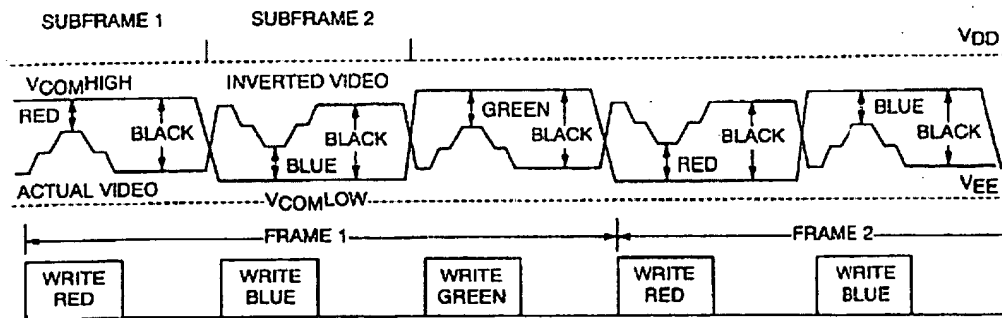 SUBFRAME 1
SUBFRAME 2
VDD
VCOMHIGH
INVERTED VIDEO
RED
BLACK
BLUE
BLACK
GREEN
BLACK
RED
BLACK
BLUE
BLACK
ACTUAL VIDEO
VCOMLOW
VEE
FRAME 1
FRAME 2
WRITE
RED
WRITE
BLUE
WRITE
GREEN
WRITE
RED
WRITE
BLUE